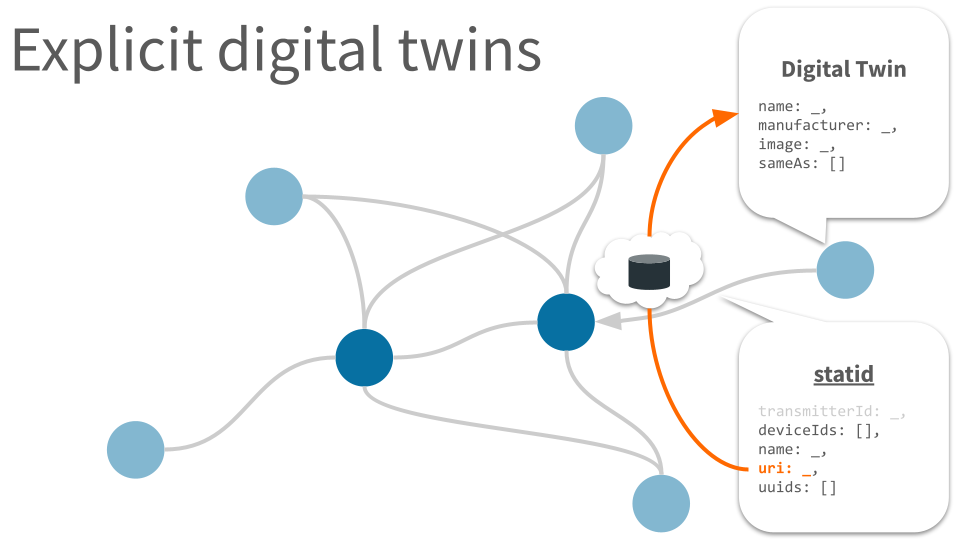 Explicit digital twins
Digital Twin
name: _,
manufacturer: _,
image: _,
sameAs: []
statid
transmitterId: _,
deviceIds: [],
name: _,
uri: _,
uuids: []